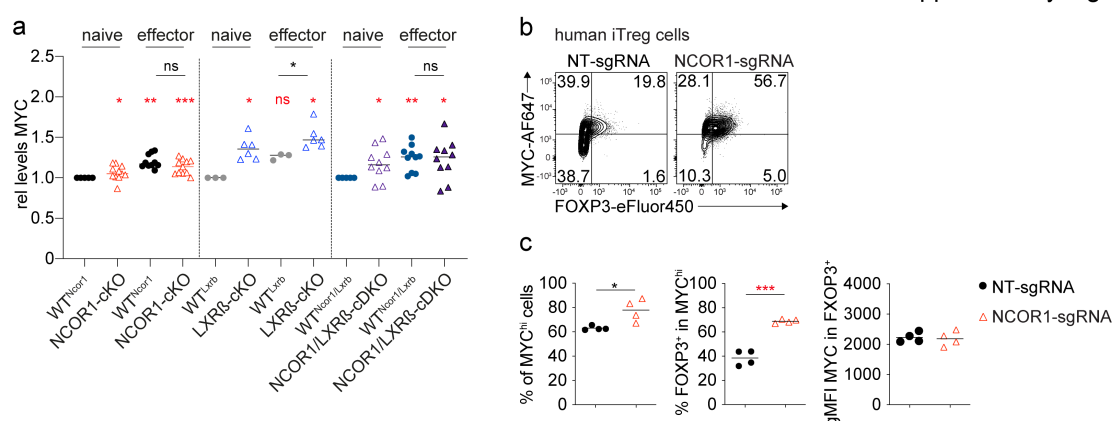 a
naive effector naive effector
ns * ns
* ** *** * ns * * ** *
rel levels MYC
2.5
2.0
1.5
1.0
0.5
0
WTNcor1
NCOR1-cKO
WTNcor1
NCOR1-cKO
WTLxrb
LXRß-cKO
WTLxrb
LXRß-cKO
WTNcor1/Lxrb
NCOR1/LXRß-cDKO
WTNcor1/Lxrb
NCOR1/LXRß-cDKO
b
human iTreg cells
NT-sgRNA NCOR1-sgRNA
39.9 19.8 28.1 56.7
38.7 1.6 10.3 5.0
MYC-AF647
FOXP3-eFluor450
c
% of MYChi cells
100
80
60
40
20
0
*
% FOXP3+ in MYChi
100
80
60
40
20
0
***
gMFI MYC in FXOP3+
4000
3000
2000
1000
0
NT-sgRNA
NCOR1-sgRNA